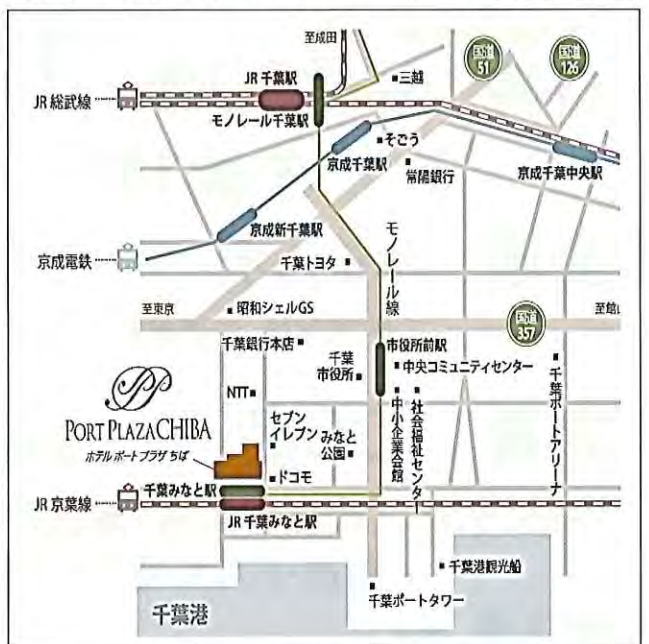 至成田
国道
51
国道
126
JR 千葉駅
三越
JR 総武線
モノレール千葉駅
そごう
京成千葉駅
常陽銀行
京成千葉中央駅
京成新千葉駅
モノレール線
京成電鉄
千葉トヨタ
至東京
昭和シェルGS
国道
357
至館山
千葉銀行本店
市役所前駅
千葉
市役所
中央コミュニティセンター
NTT
千葉ポートアリーナ
PORT PLAZA CHIBA
ホテル ポートプラザ ちば
セブン
イレブン
みなと
公園
中小企業会館
社会福祉センター
ドコモ
千葉みなと駅
JR 京葉線
JR 千葉みなと駅
千葉港観光船
千葉港
千葉ポートタワー